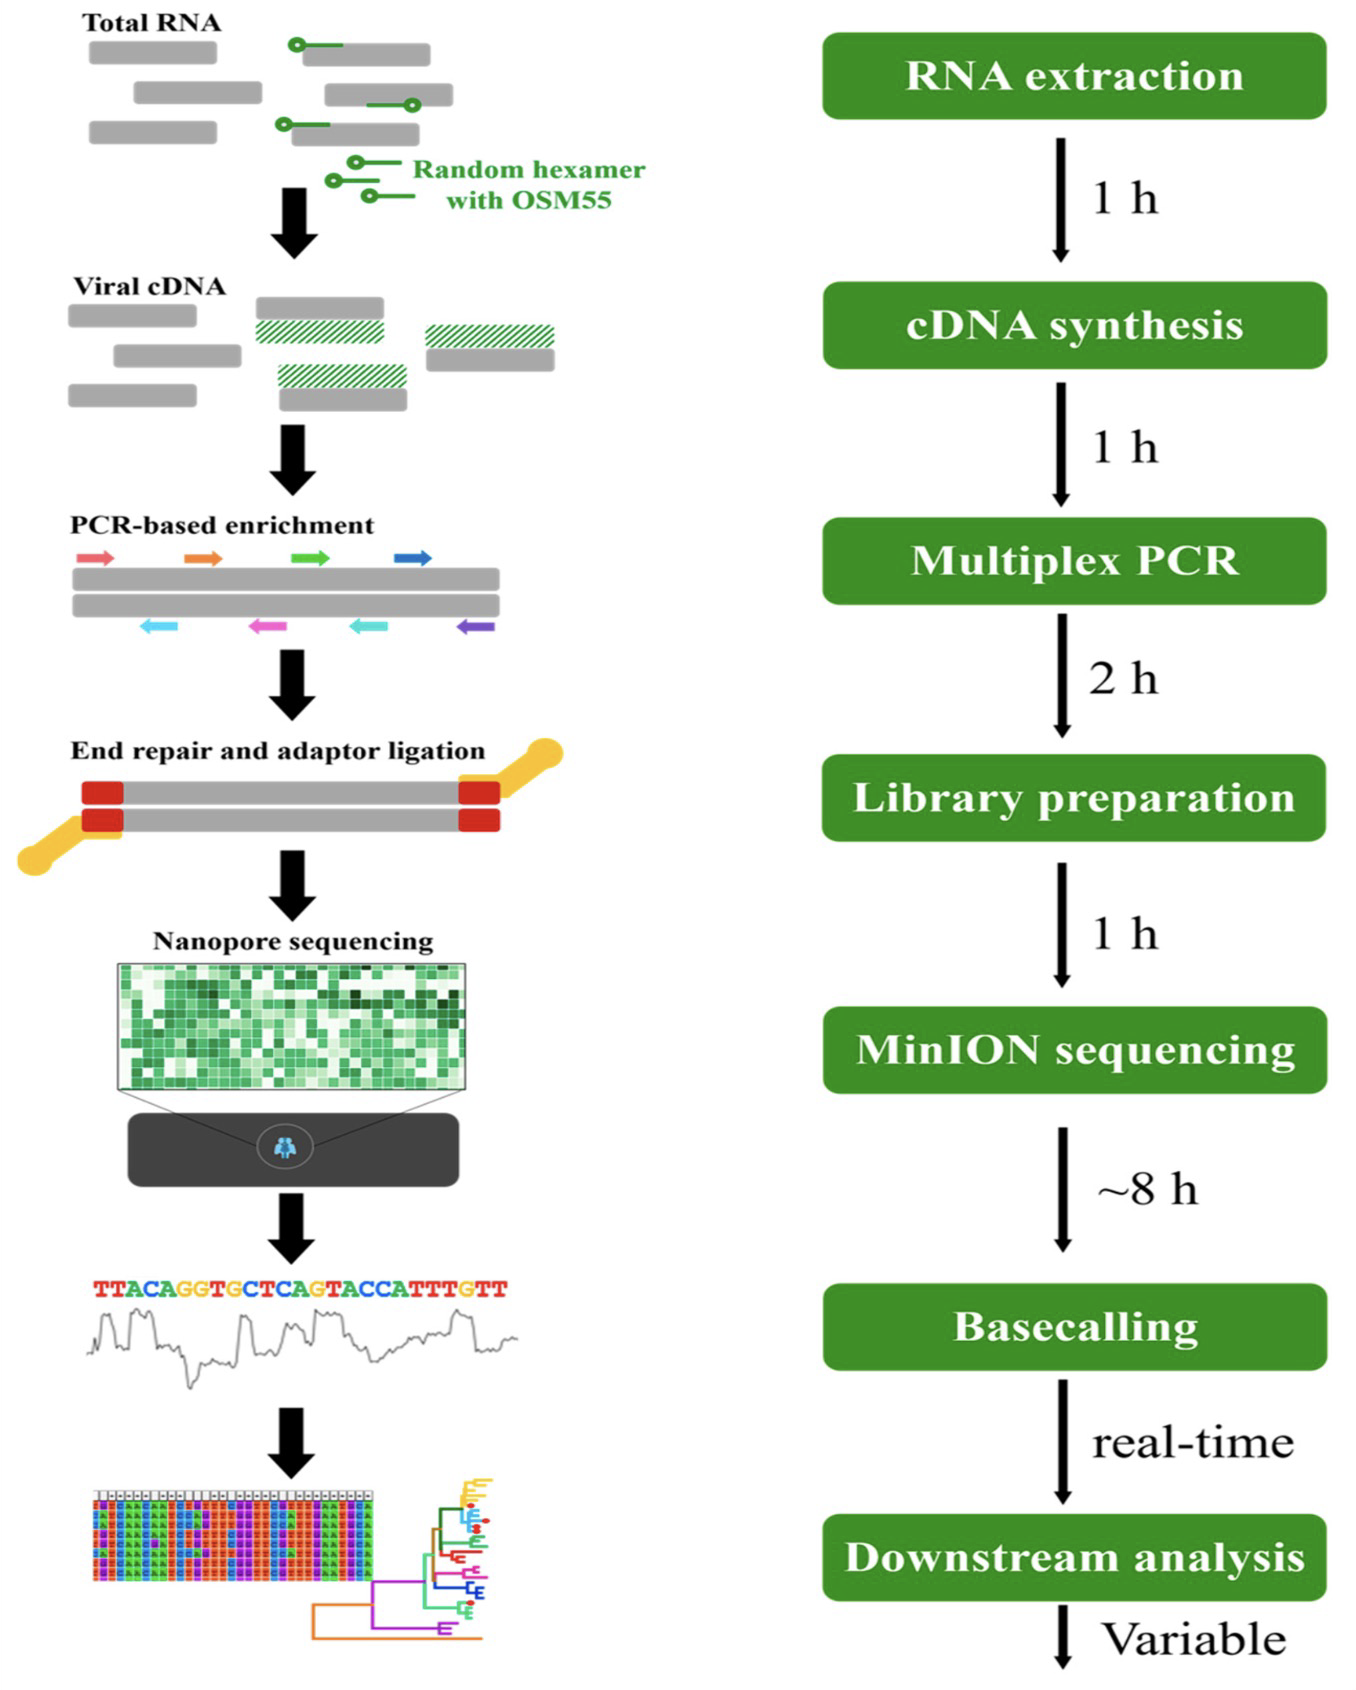 Total RNA
Random hexamer
with OSM55
Viral cDNA
PCR-based enrichment
End repair and adaptor ligation
Nanopore sequencing
TTACAGGTGCTCAGTACCATTTGTT
RNA extraction
1 h
cDNA synthesis
1 h
Multiplex PCR
2 h
Library preparation
1 h
MinION sequencing
~8 h
Basecalling
real-time
Downstream analysis
Variable